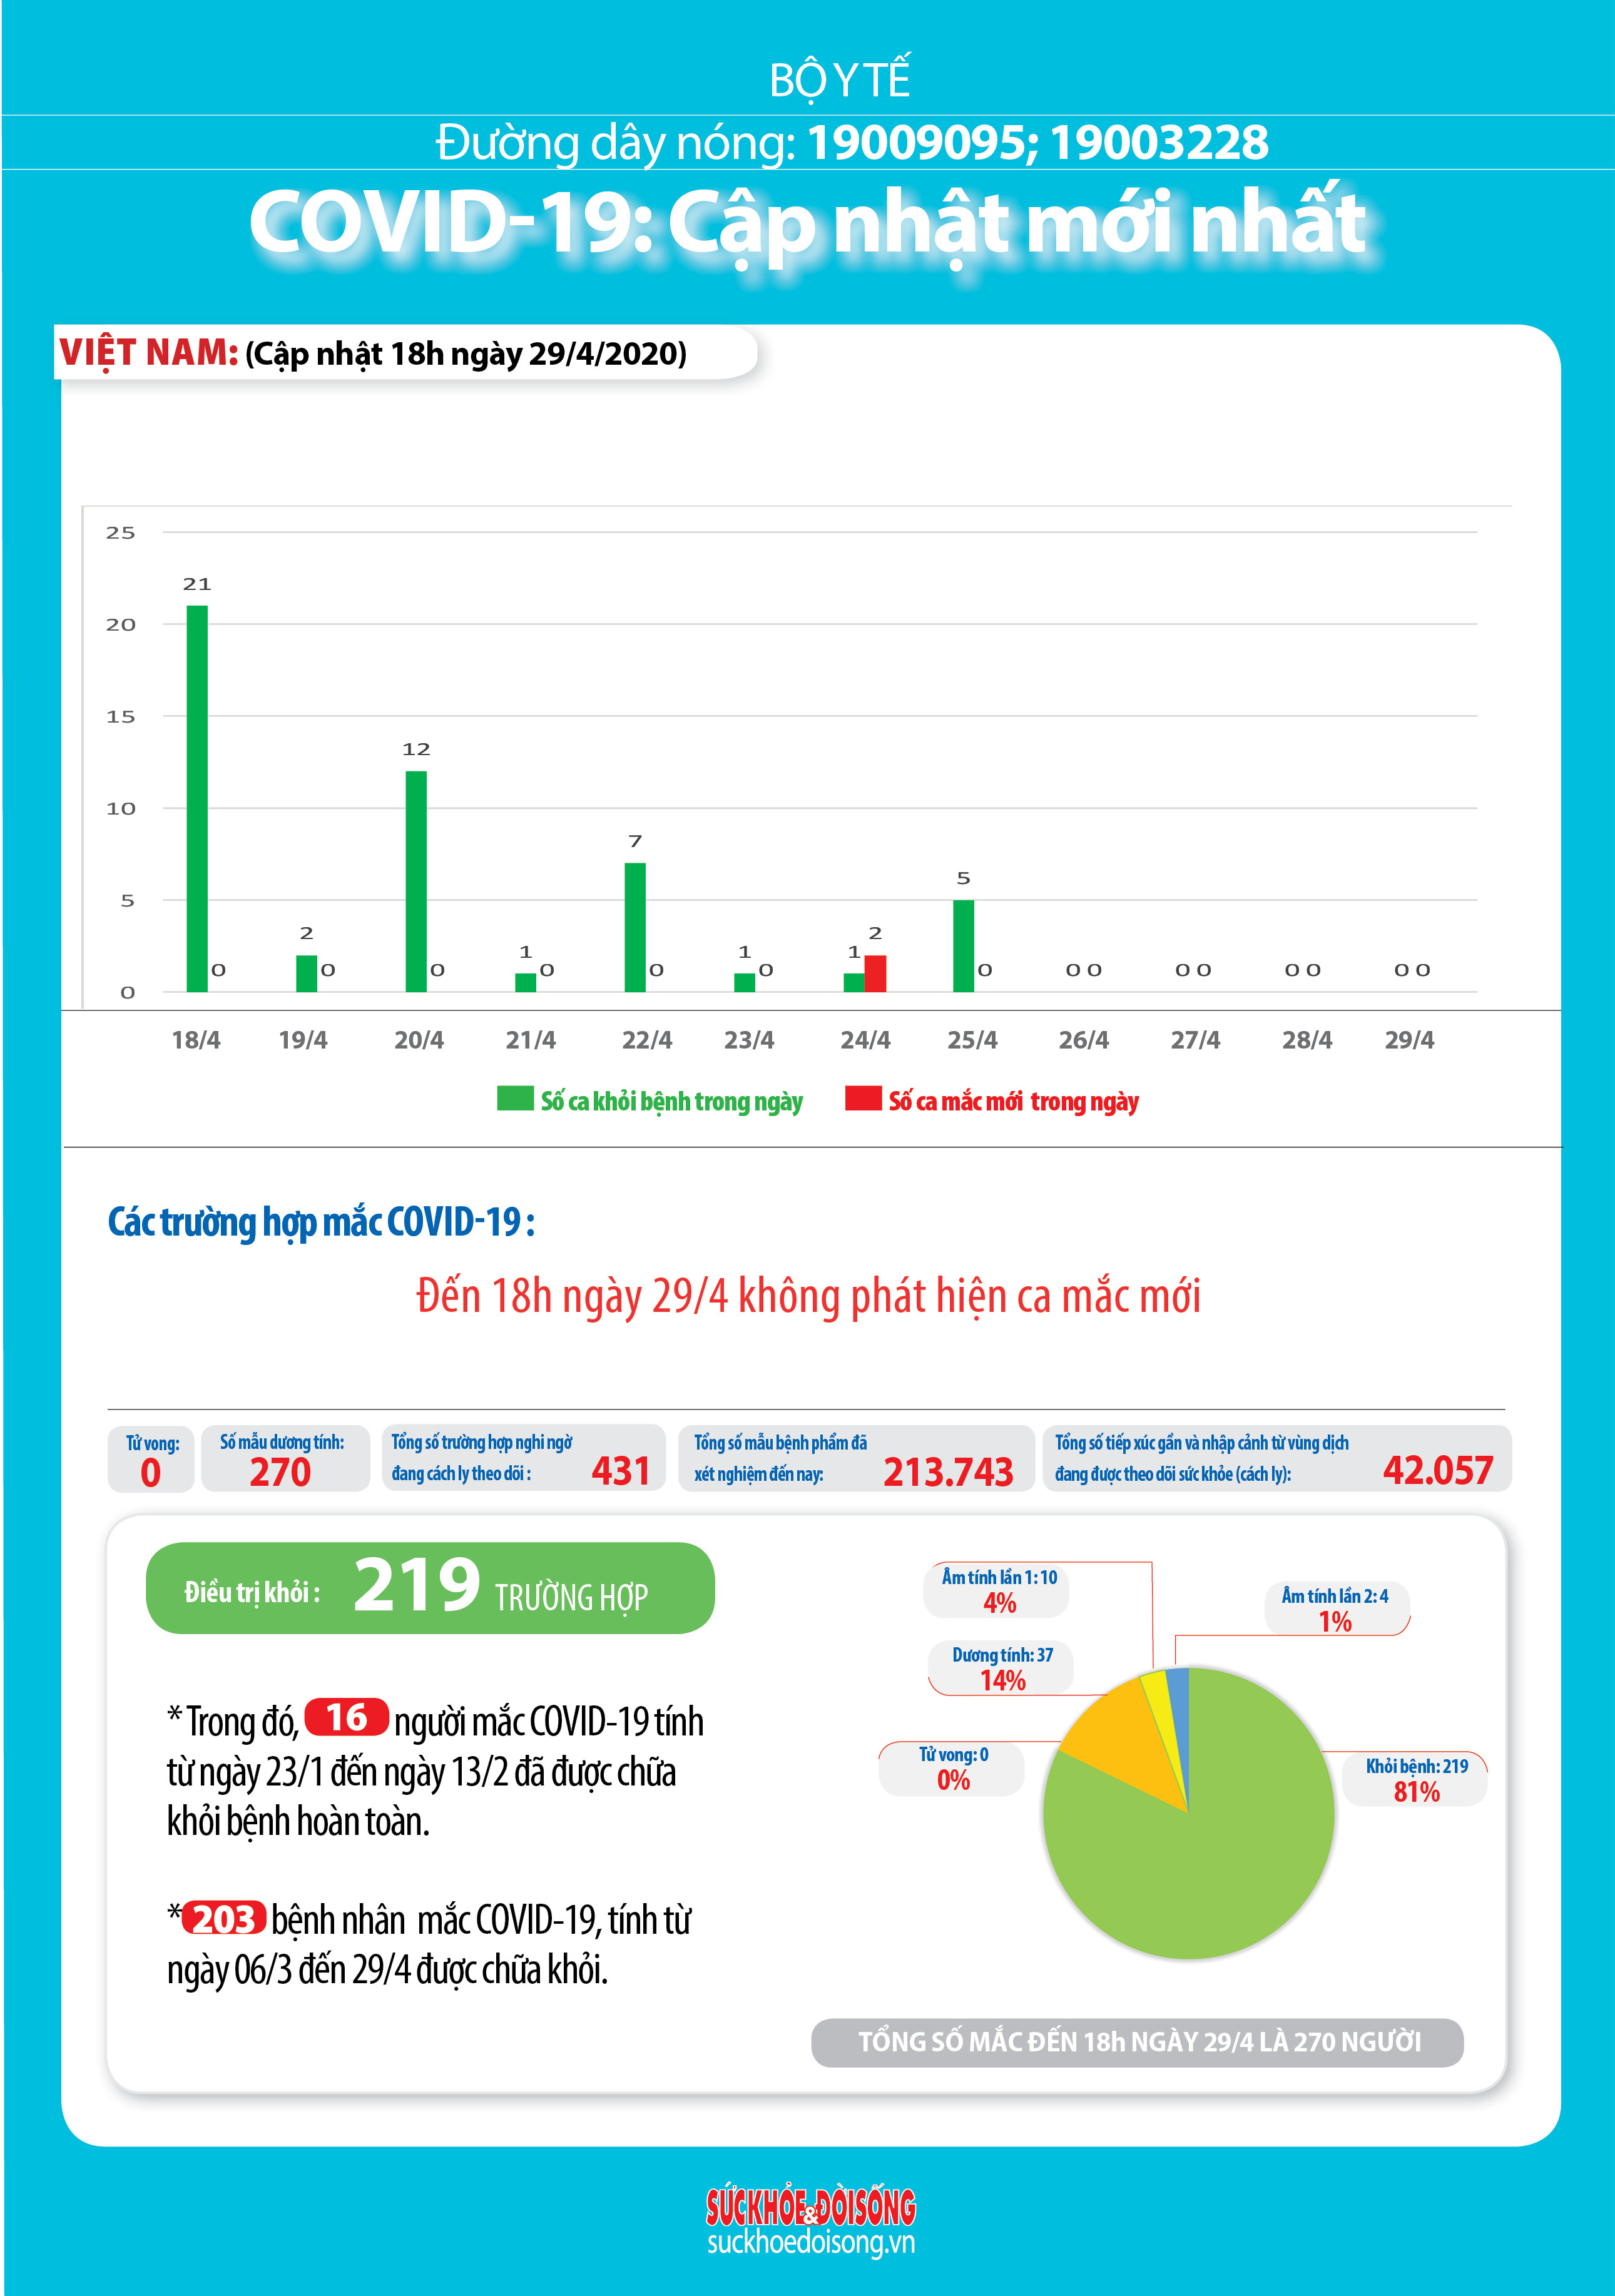 BỘ Y TẾ
Đường dây nóng: 19009095; 19003228
COVID-19: Cập nhật mới nhất
VIỆT NAM: (Cập nhật 18h ngày 29/4/2020)
25
20
15
10
5
0
21 0
2 0
12 0
1 0
7 0
1 0
1 2
5 0
0 0
0 0
0 0
0 0
18/4 19/4 20/4 21/4 22/4 23/4 24/4 25/4 26/4 27/4 28/4 29/4
Số ca khỏi bệnh trong ngày Số ca mắc mới trong ngày
Các trường hợp mắc COVID-19 :
Đến 18h ngày 29/4 không phát hiện ca mắc mới
Tử vong:
0
Số mẫu dương tính:
270
Tổng số trường hợp nghi ngờ
đang cách ly theo dõi : 431
Tổng số mẫu bệnh phẩm đã
xét nghiệm đến nay: 213.743
Tổng số tiếp xúc gần và nhập cảnh từ vùng dịch
đang được theo dõi sức khỏe (cách ly): 42.057
Điều trị khỏi : 219 TRƯỜNG HỢP
* Trong đó, 16 người mắc COVID-19 tính
từ ngày 23/1 đến ngày 13/2 đã được chữa
khỏi bệnh hoàn toàn.
* 203 bệnh nhân mắc COVID-19, tính từ
ngày 06/3 đến 29/4 được chữa khỏi.
Âm tính lần 1: 10
4%
Âm tính lần 2: 4
1%
Dương tính: 37
14%
Tử vong: 0
0%
Khỏi bệnh: 219
81%
TỔNG SỐ MẮC ĐẾN 18h NGÀY 29/4 LÀ 270 NGƯỜI
SỨC KHỎE & ĐỜI SỐNG
suckhoedoisong.vn